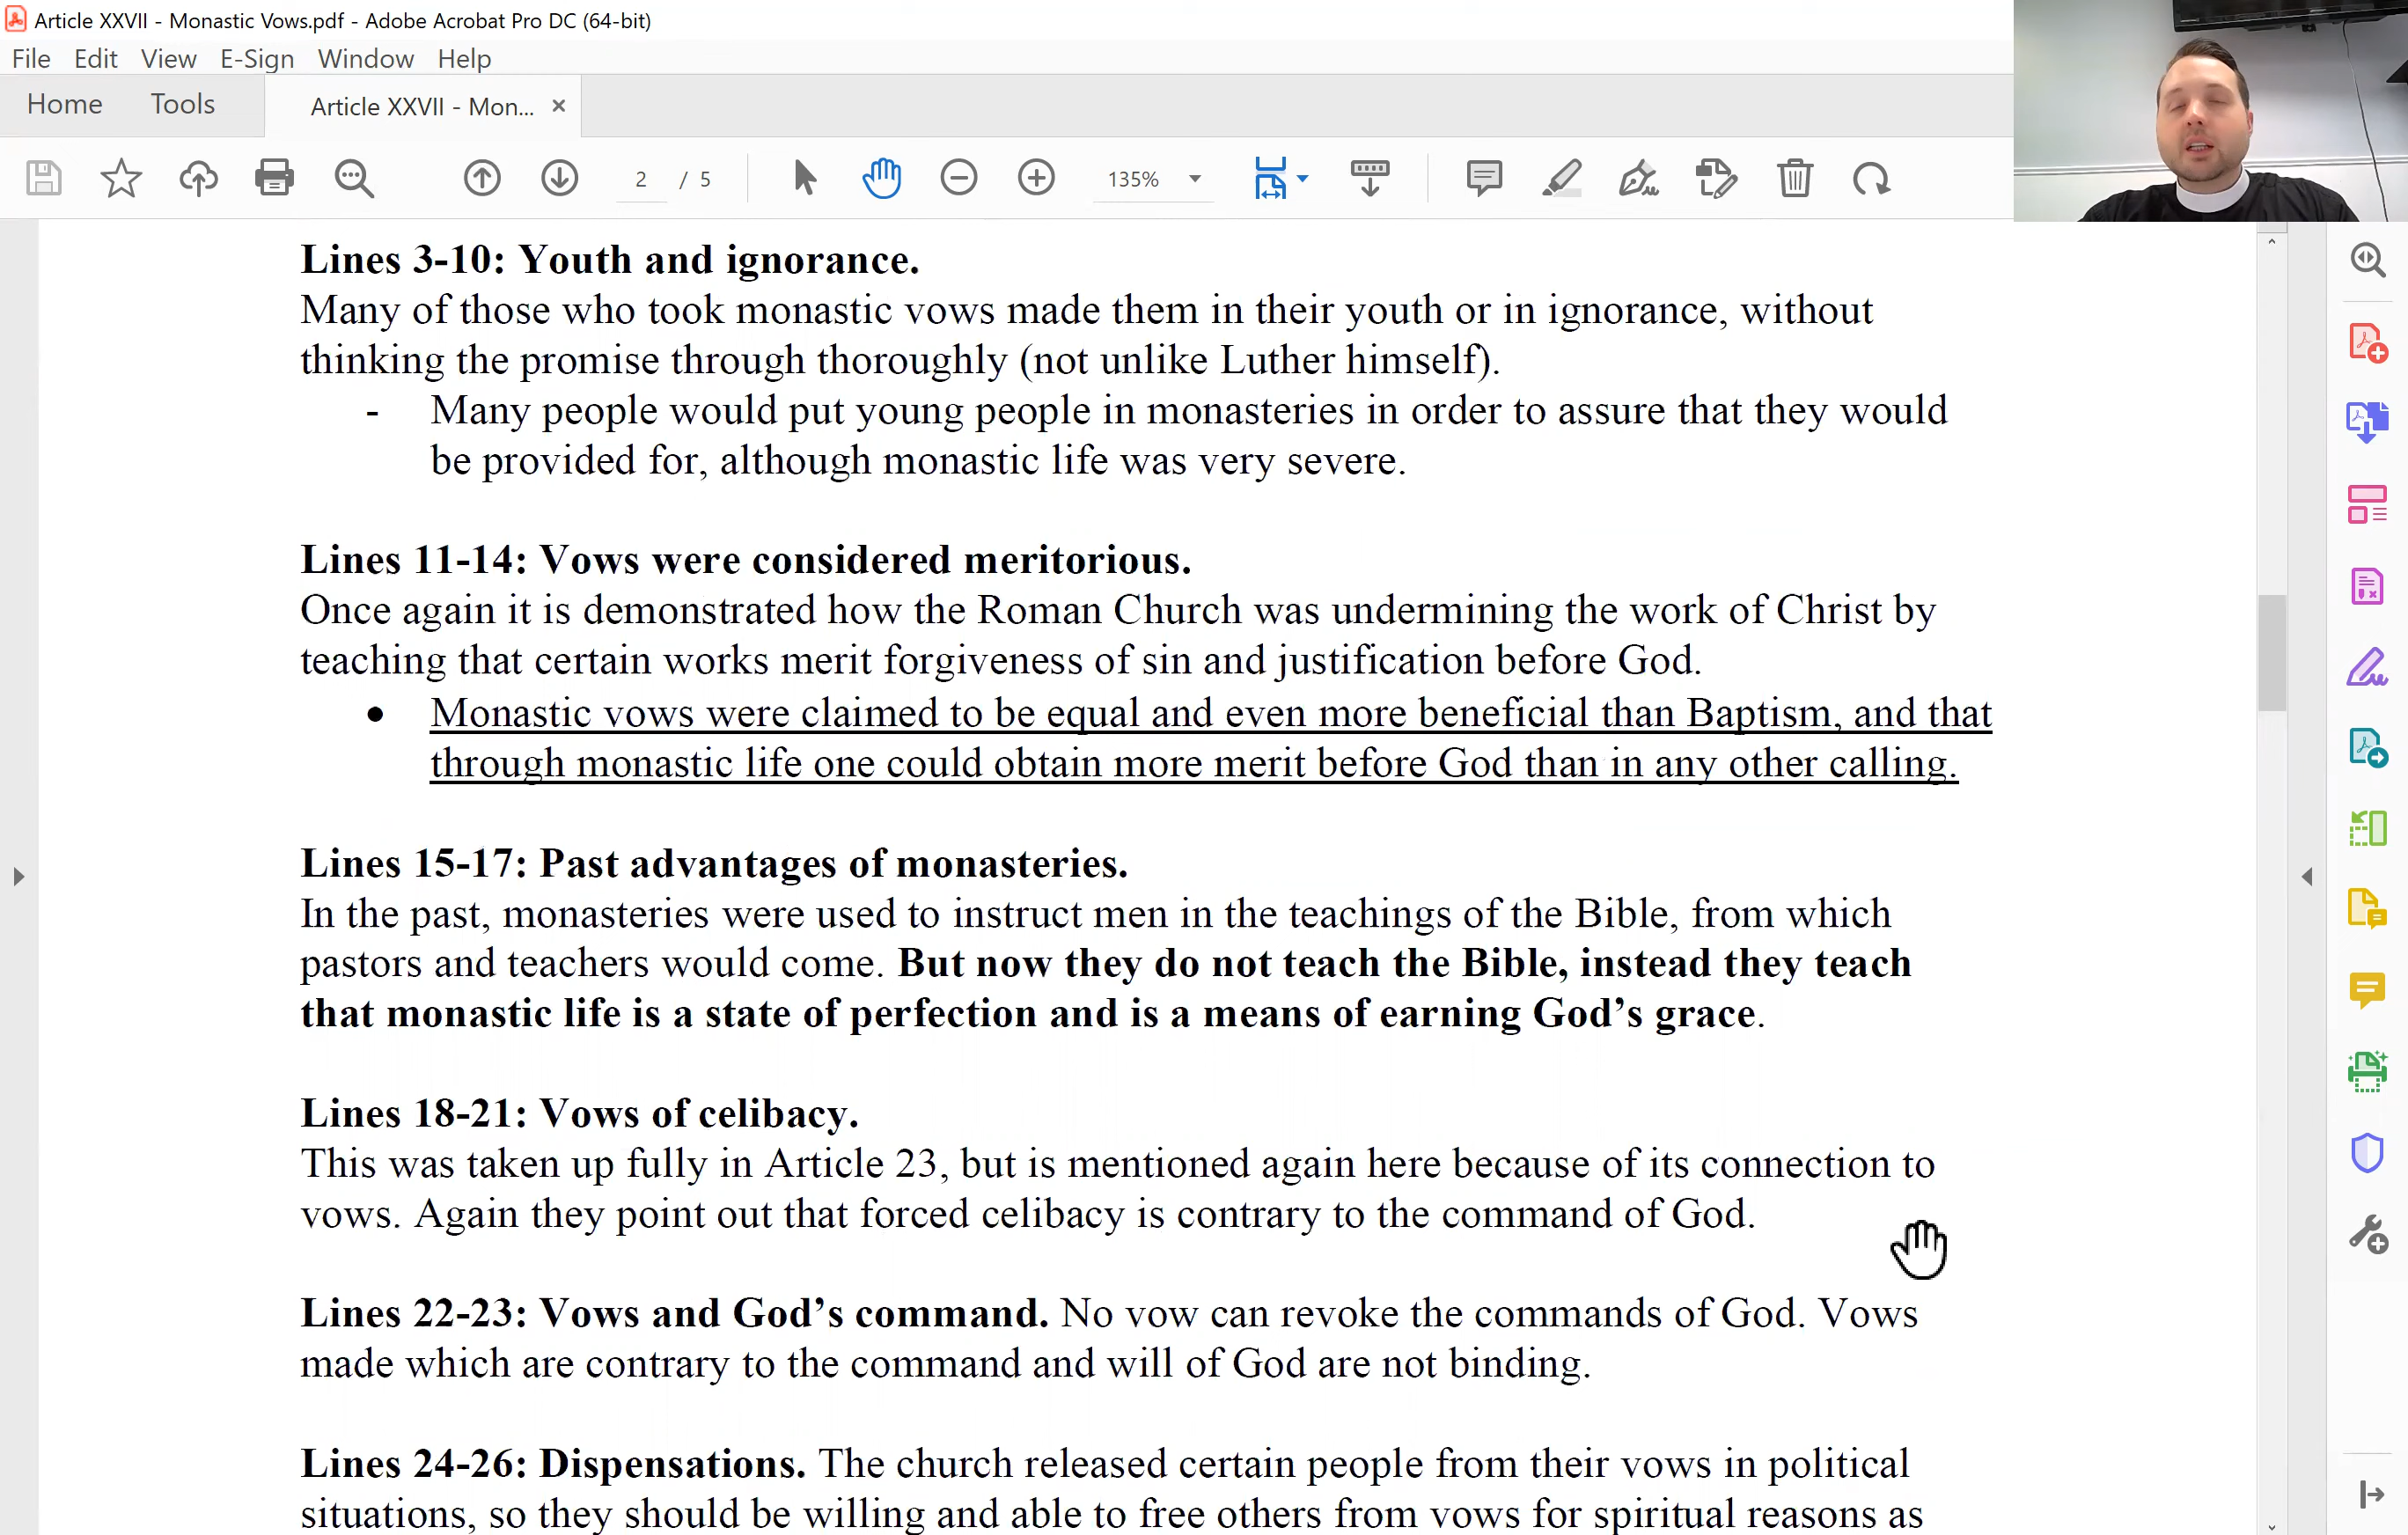 Article XXVII - Monastic Vows.pdf - Adobe Acrobat Pro DC (64-bit)
File Edit View E-Sign Window Help
Home Tools Article XXVII - Mon... ×
2 / 5 135%
Lines 3-10: Youth and ignorance.
Many of those who took monastic vows made them in their youth or in ignorance, without
thinking the promise through thoroughly (not unlike Luther himself).
- Many people would put young people in monasteries in order to assure that they would
be provided for, although monastic life was very severe.
Lines 11-14: Vows were considered meritorious.
Once again it is demonstrated how the Roman Church was undermining the work of Christ by
teaching that certain works merit forgiveness of sin and justification before God.
• Monastic vows were claimed to be equal and even more beneficial than Baptism, and that
through monastic life one could obtain more merit before God than in any other calling.
Lines 15-17: Past advantages of monasteries.
In the past, monasteries were used to instruct men in the teachings of the Bible, from which
pastors and teachers would come. But now they do not teach the Bible, instead they teach
that monastic life is a state of perfection and is a means of earning God’s grace.
Lines 18-21: Vows of celibacy.
This was taken up fully in Article 23, but is mentioned again here because of its connection to
vows. Again they point out that forced celibacy is contrary to the command of God.
Lines 22-23: Vows and God’s command. No vow can revoke the commands of God. Vows
made which are contrary to the command and will of God are not binding.
Lines 24-26: Dispensations. The church released certain people from their vows in political
situations, so they should be willing and able to free others from vows for spiritual reasons as